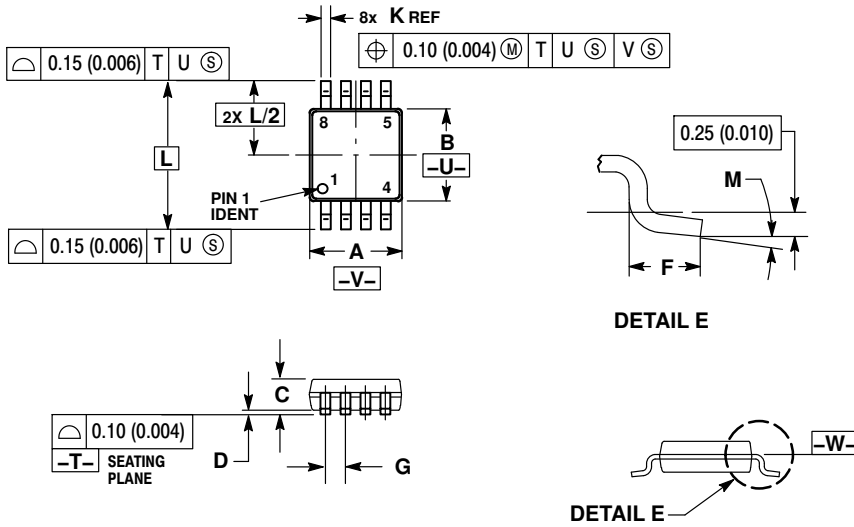 8x K REF
⌓ 0.15 (0.006) T U Ⓢ
⌖ 0.10 (0.004) Ⓜ T U Ⓢ V Ⓢ
2X L/2
8 5
B
–U–
L
PIN 1
IDENT
1 4
⌓ 0.15 (0.006) T U Ⓢ
A
–V–
0.25 (0.010)
M
F
DETAIL E
C
⌓ 0.10 (0.004)
–T– SEATING
PLANE
D
G
–W–
DETAIL E